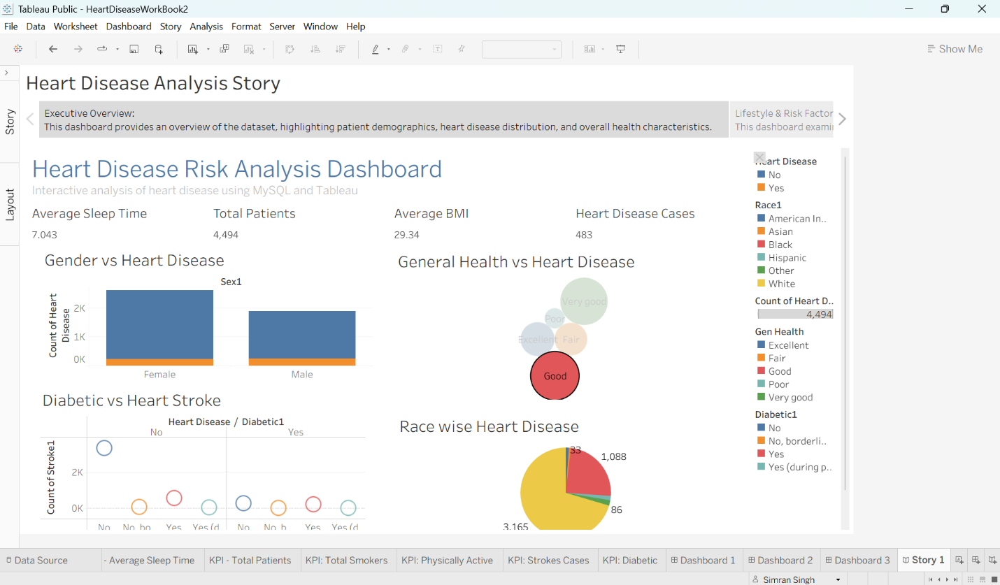 Tableau Public - HeartDiseaseWorkBook2
File Data Worksheet Dashboard Story Analysis Format Server Window Help
Show Me
Story
Layout
Heart Disease Analysis Story
Executive Overview:
This dashboard provides an overview of the dataset, highlighting patient demographics, heart disease distribution, and overall health characteristics.
Lifestyle & Risk Factor
This dashboard examin
Heart Disease Risk Analysis Dashboard
Interactive analysis of heart disease using MySQL and Tableau
Average Sleep Time
7.043
Total Patients
4,494
Average BMI
29.34
Heart Disease Cases
483
Gender vs Heart Disease
Sex1
Count of Heart
Disease
2K
1K
0K
Female
Male
General Health vs Heart Disease
Very good
Poor
Excellent
Fair
Good
Diabetic vs Heart Stroke
Heart Disease / Diabetic1
No
Yes
Count of Stroke1
2K
0K
No
No, bo
Yes
Yes (d
No
No, b
Yes
Yes (d
Race wise Heart Disease
33
1,088
86
3,165
Heart Disease
No
Yes
Race1
American In..
Asian
Black
Hispanic
Other
White
Count of Heart D..
4,494
Gen Health
Excellent
Fair
Good
Poor
Very good
Diabetic1
No
No, borderli..
Yes
Yes (during p..
Data Source
- Average Sleep Time
KPI - Total Patients
KPI: Total Smokers
KPI: Physically Active
KPI: Strokes Cases
KPI: Diabetic
Dashboard 1
Dashboard 2
Dashboard 3
Story 1
Simran Singh